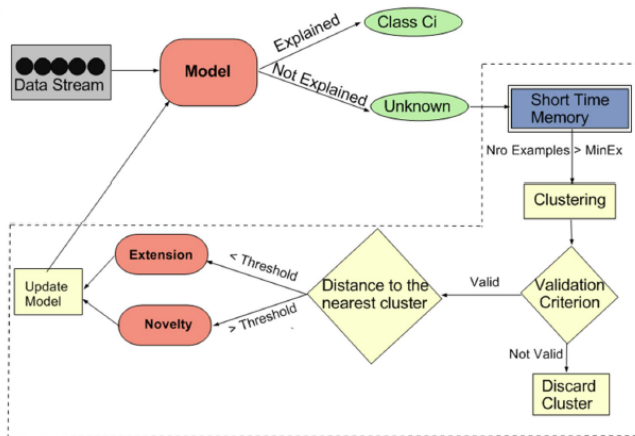 Data Stream
Model
Explained
Not Explained
Class Ci
Unknown
Short Time
Memory
Nro Examples > MinEx
Clustering
Validation
Criterion
Valid
Not Valid
Discard
Cluster
Distance to the
nearest cluster
< Threshold
> Threshold
Extension
Novelty
Update
Model